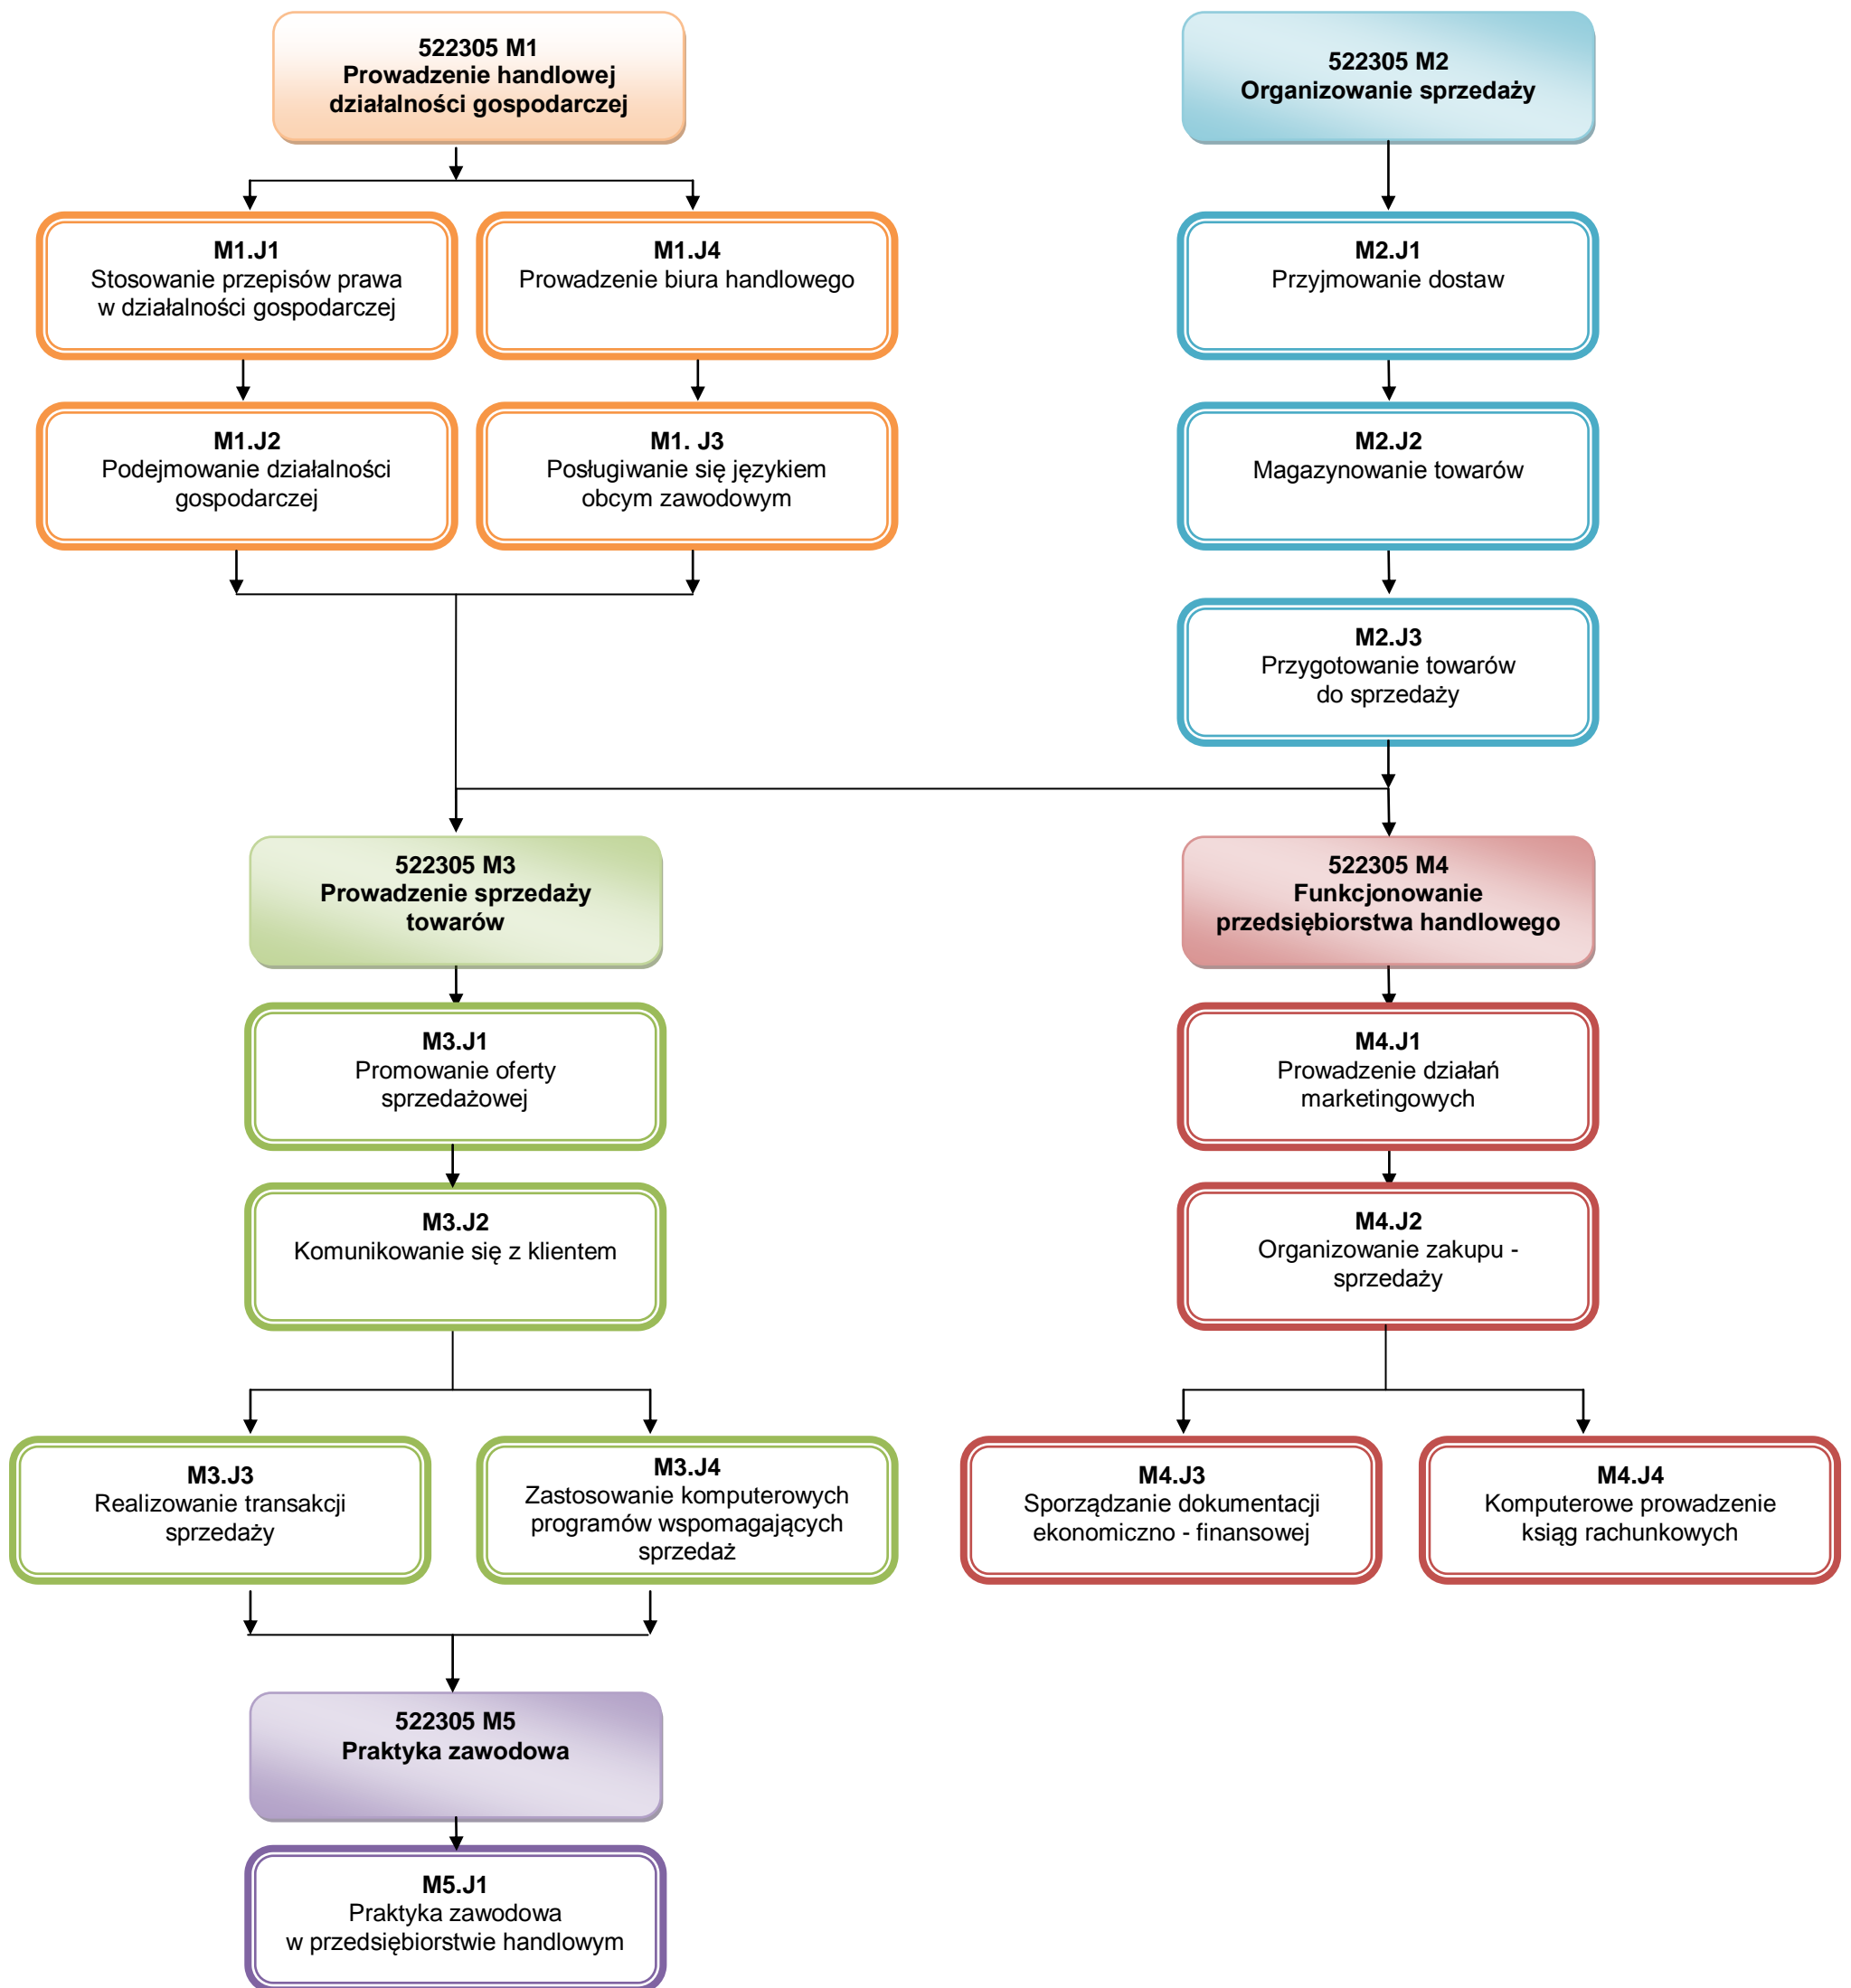 522305 M1
Prowadzenie handlowej
działalności gospodarczej
522305 M2
Organizowanie sprzedaży
M1.J1
Stosowanie przepisów prawa
w działalności gospodarczej
M1.J4
Prowadzenie biura handlowego
M2.J1
Przyjmowanie dostaw
M1.J2
Podejmowanie działalności
gospodarczej
M1. J3
Posługiwanie się językiem
obcym zawodowym
M2.J2
Magazynowanie towarów
M2.J3
Przygotowanie towarów
do sprzedaży
522305 M3
Prowadzenie sprzedaży
towarów
522305 M4
Funkcjonowanie
przedsiębiorstwa handlowego
M3.J1
Promowanie oferty
sprzedażowej
M4.J1
Prowadzenie działań
marketingowych
M3.J2
Komunikowanie się z klientem
M4.J2
Organizowanie zakupu -
sprzedaży
M3.J3
Realizowanie transakcji
sprzedaży
M3.J4
Zastosowanie komputerowych
programów wspomagających
sprzedaż
M4.J3
Sporządzanie dokumentacji
ekonomiczno - finansowej
M4.J4
Komputerowe prowadzenie
ksiąg rachunkowych
522305 M5
Praktyka zawodowa
M5.J1
Praktyka zawodowa
w przedsiębiorstwie handlowym